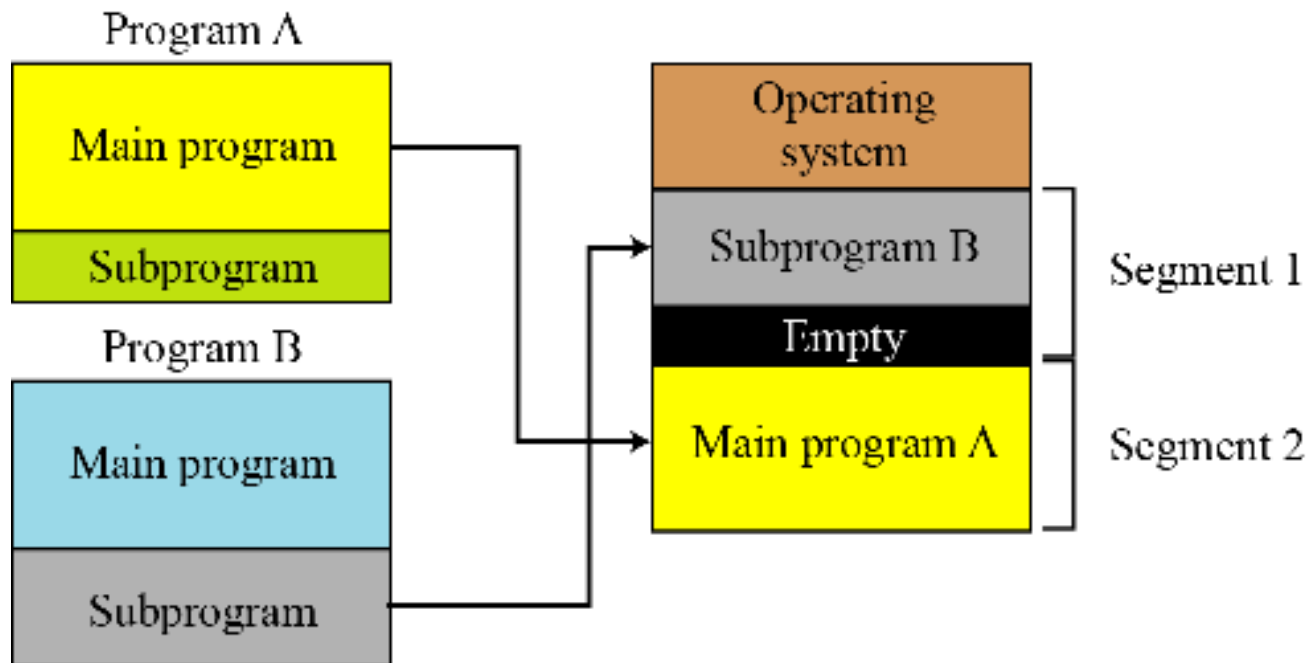 Program A
Main program
Subprogram
Program B
Main program
Subprogram
Operating
system
Subprogram B
Empty
Main program A
Segment 1
Segment 2